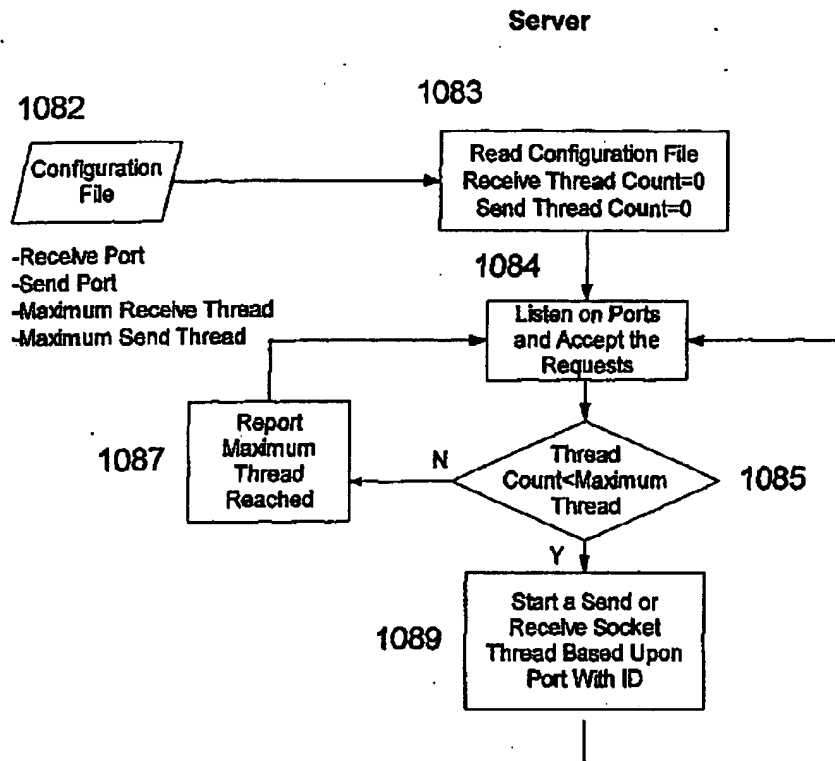 Server
1082
1083
Configuration
File
Read Configuration File
Receive Thread Count=0
Send Thread Count=0
-Receive Port
-Send Port
-Maximum Receive Thread
-Maximum Send Thread
1084
Listen on Ports
and Accept the
Requests
1087
Report
Maximum
Thread
Reached
N
Thread
Count<Maximum
Thread
1085
Y
1089
Start a Send or
Receive Socket
Thread Based Upon
Port With ID